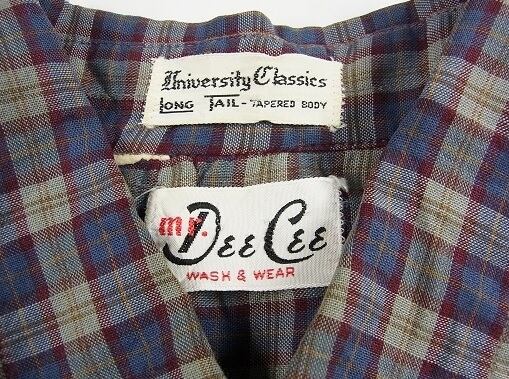 University Classics
LONG TAIL - TAPERED BODY
mr. DEE CEE
WASH & WEAR